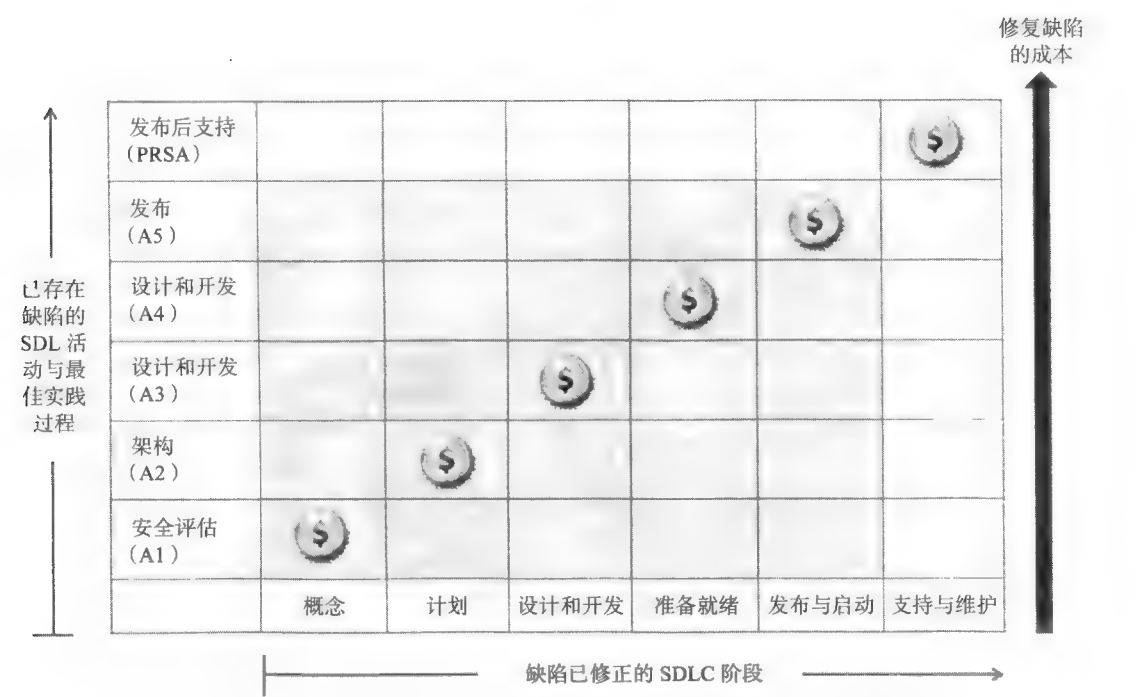 修复缺陷
的成本
发布后支持
（PRSA）
$
发布
（A5）
$
已存在
缺陷的
SDL 活
动与最
佳实践
过程
设计和开发
（A4）
$
设计和开发
（A3）
$
架构
（A2）
$
安全评估
（A1）
$
概念
计划
设计和开发
准备就绪
发布与启动
支持与维护
缺陷已修正的 SDLC 阶段